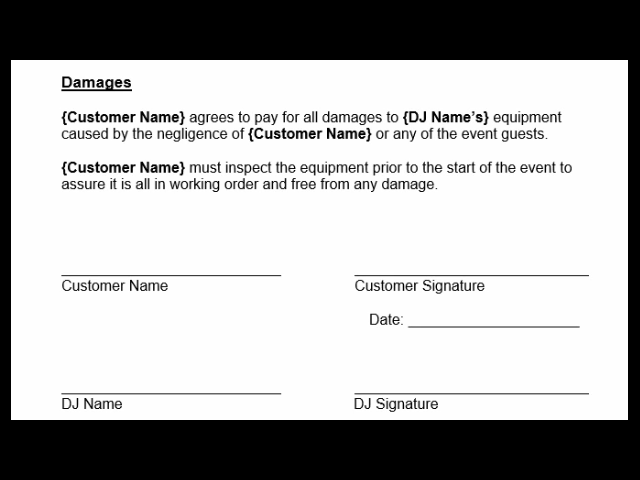 Damages
{Customer Name} agrees to pay for all damages to {DJ Name's} equipment
caused by the negligence of {Customer Name} or any of the event guests.
{Customer Name} must inspect the equipment prior to the start of the event to
assure it is all in working order and free from any damage.
Customer Name Customer Signature
Date:
DJ Name DJ Signature